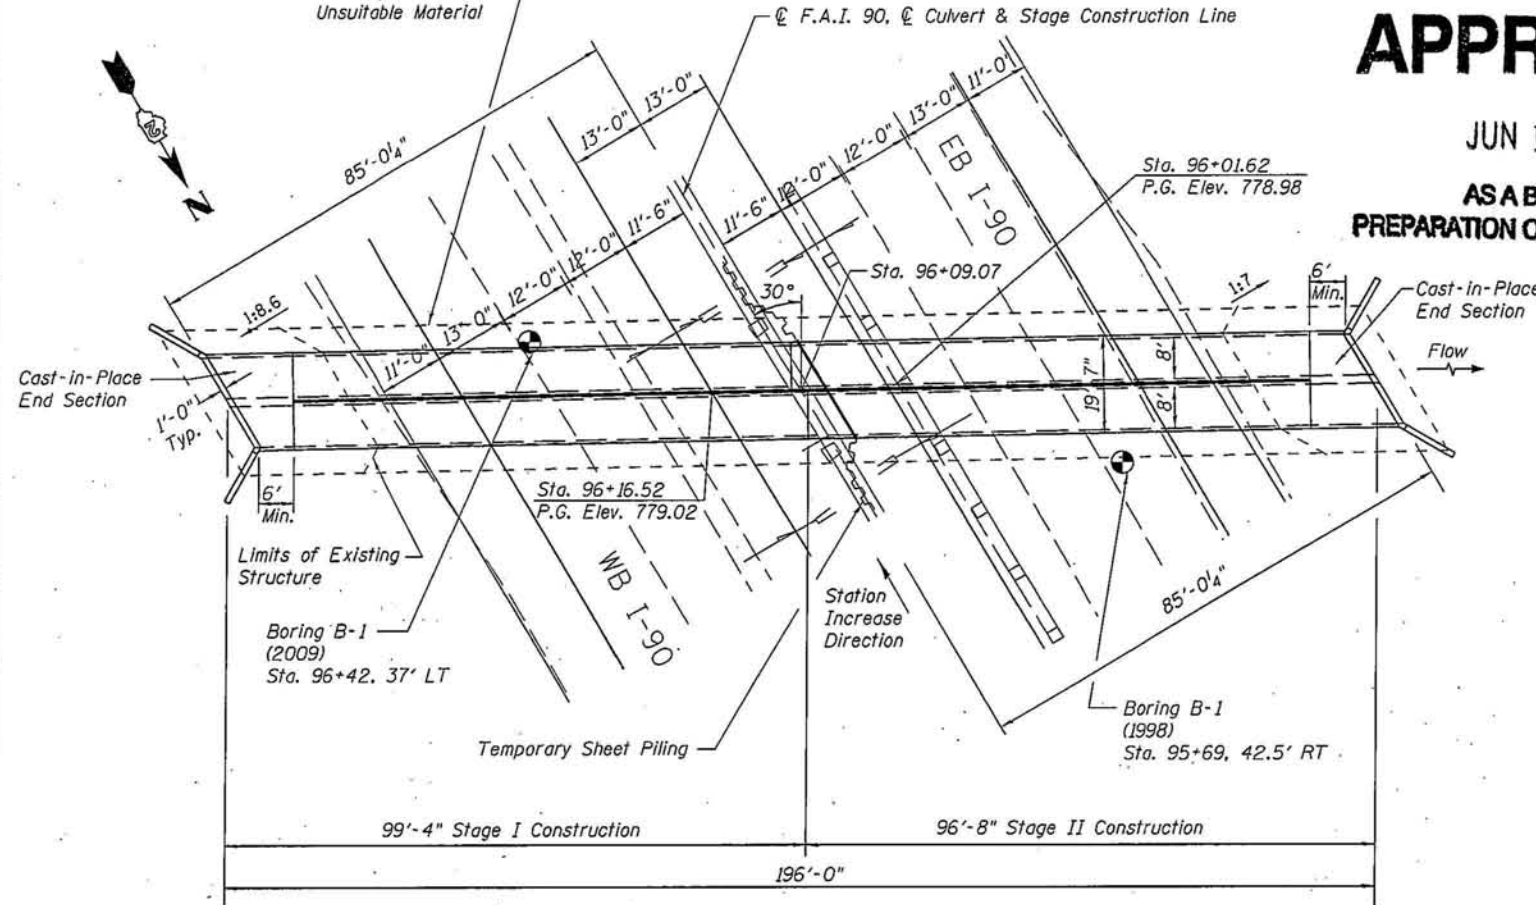 Unsuitable Material
℄ F.A.I. 90, ℄ Culvert & Stage Construction Line
APPR
JUN
AS A B
PREPARATION O
N
85'-0¼"
13'-0"
13'-0"
11'-0"
13'-0"
12'-0"
12'-0"
11'-6"
EB I-90
Sta. 96+01.62
P.G. Elev. 778.98
Sta. 96+09.07
30°
11'-6"
12'-0"
12'-0"
13'-0"
11'-0"
1:8.6
1:7
6'
Min.
Cast-in-Place
End Section
Flow
Cast-in-Place
End Section
1'-0"
Typ.
19'7"
8'
8'
6'
Min.
Sta. 96+16.52
P.G. Elev. 779.02
Limits of Existing
Structure
WB I-90
Station
Increase
Direction
85'-0¼"
Boring B-1
(2009)
Sta. 96+42, 37' LT
Boring B-1
(1998)
Sta. 95+69, 42.5' RT
Temporary Sheet Piling
99'-4" Stage I Construction
96'-8" Stage II Construction
196'-0"